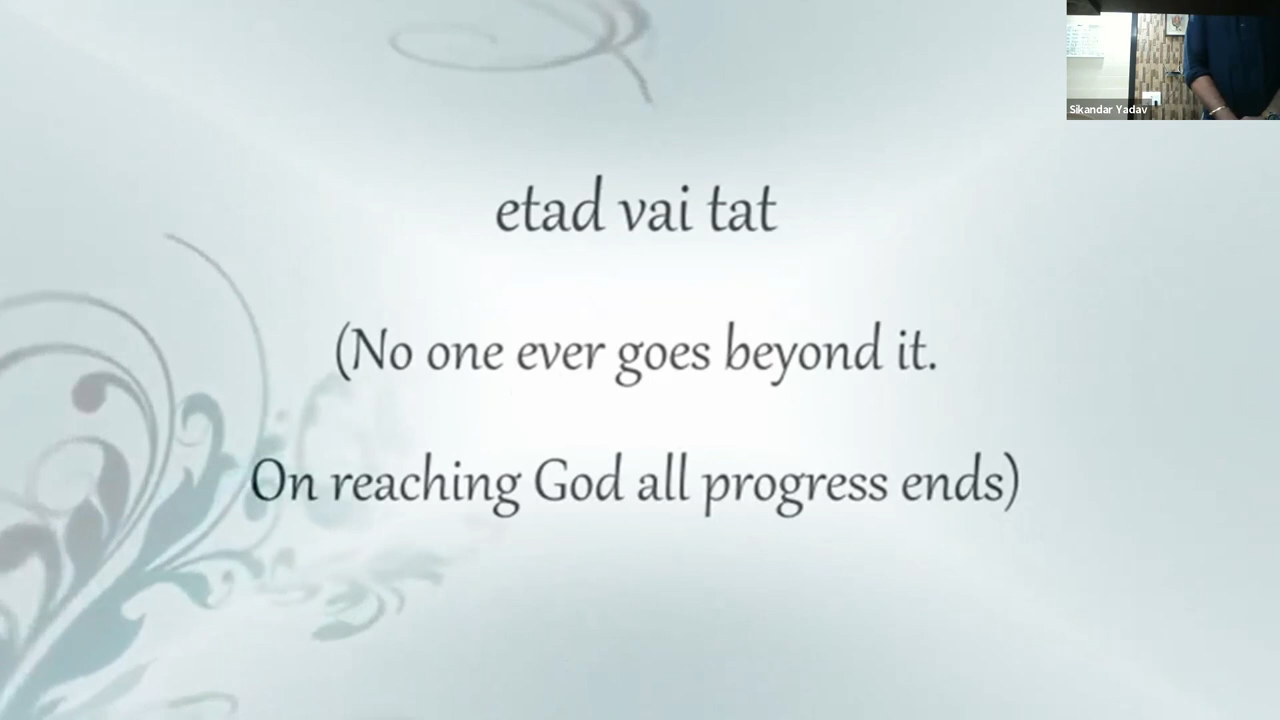 Sikandar Yadav
etad vai tat
(No one ever goes beyond it.
On reaching God all progress ends)